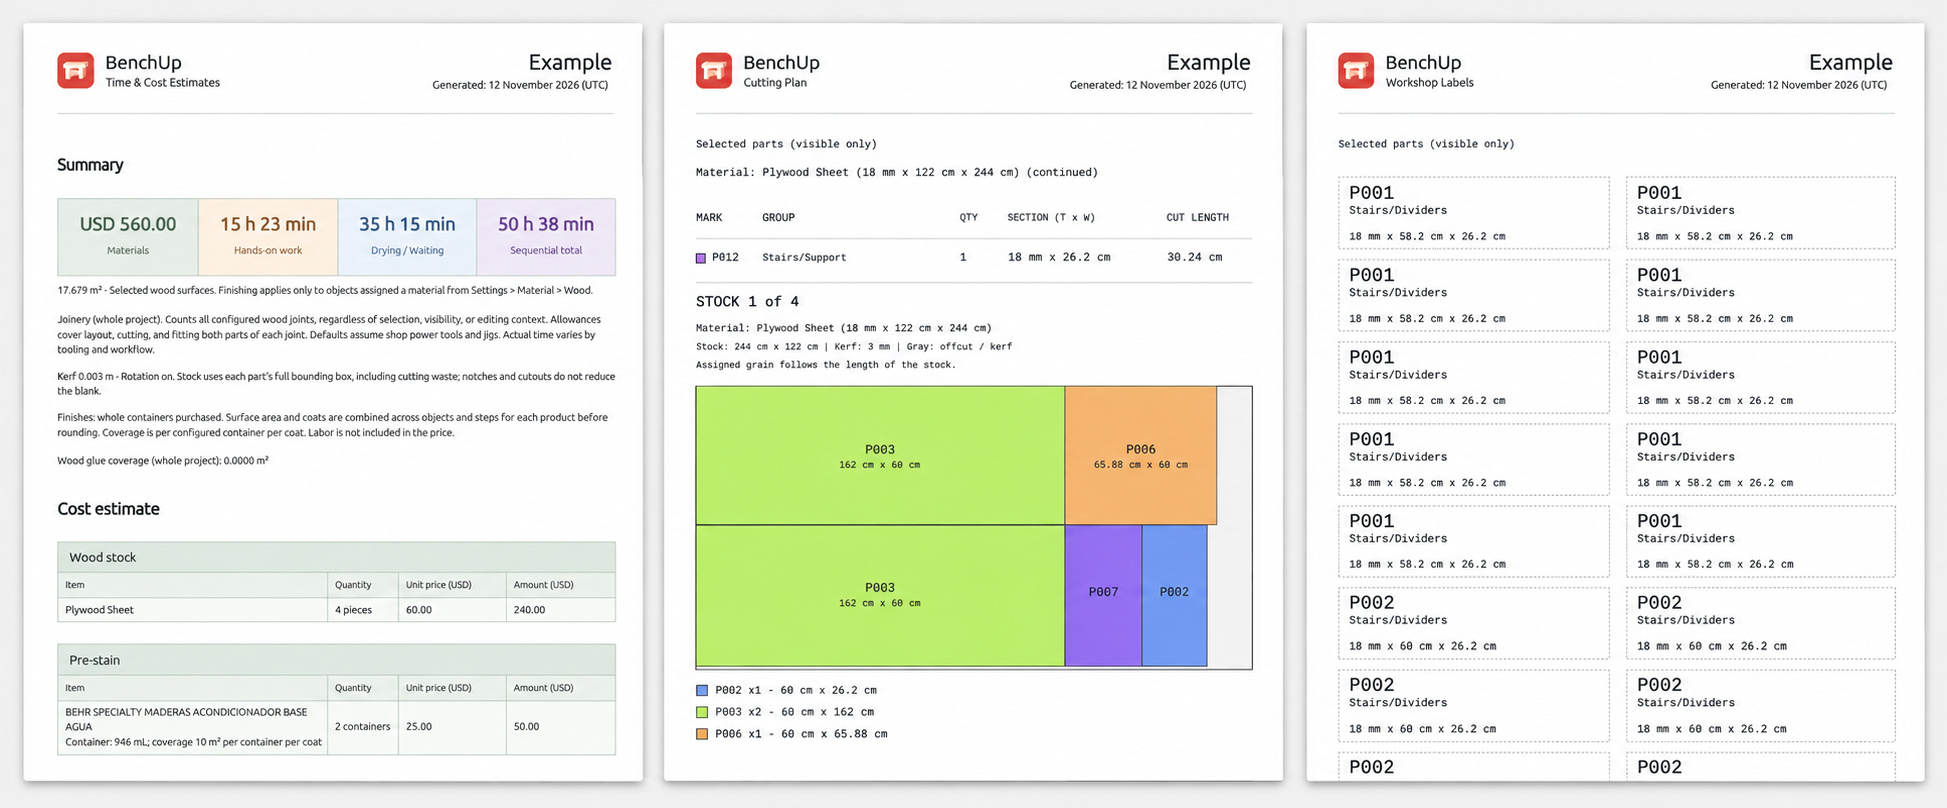 BenchUp
Time & Cost Estimates
Example
Generated: 12 November 2026 (UTC)
Summary
USD 560.00
Materials
15 h 23 min
Hands-on work
35 h 15 min
Drying / Waiting
50 h 38 min
Sequential total
17.679 m² - Selected wood surfaces. Finishing applies only to objects assigned a material from Settings > Material > Wood.
Joinery (whole project). Counts all configured wood joints, regardless of selection, visibility, or editing context. Allowances
cover layout, cutting, and fitting both parts of each joint. Defaults assume shop power tools and jigs. Actual time varies by
tooling and workflow.
Kerf 0.003 m - Rotation on. Stock uses each part's full bounding box, including cutting waste; notches and cutouts do not reduce
the blank.
Finishes: whole containers purchased. Surface area and coats are combined across objects and steps for each product before
rounding. Coverage is per configured container per coat. Labor is not included in the price.
Wood glue coverage (whole project): 0.0000 m²
Cost estimate
Wood stock
Item Quantity Unit price (USD) Amount (USD)
Plywood Sheet 4 pieces 60.00 240.00
Pre-stain
Item Quantity Unit price (USD) Amount (USD)
BEHR SPECIALTY MADERAS ACONDICIONADOR BASE
AGUA
Container: 946 mL; coverage 10 m² per container per coat
2 containers 25.00 50.00
BenchUp
Cutting Plan
Example
Generated: 12 November 2026 (UTC)
Selected parts (visible only)
Material: Plywood Sheet (18 mm x 122 cm x 244 cm) (continued)
MARK GROUP QTY SECTION (T x W) CUT LENGTH
P012 Stairs/Support 1 18 mm x 26.2 cm 30.24 cm
STOCK 1 of 4
Material: Plywood Sheet (18 mm x 122 cm x 244 cm)
Stock: 244 cm x 122 cm | Kerf: 3 mm | Gray: offcut / kerf
Assigned grain follows the length of the stock.
P003
162 cm x 60 cm
P006
65.88 cm x 60 cm
P003
162 cm x 60 cm
P007
P002
P002 x1 - 60 cm x 26.2 cm
P003 x2 - 60 cm x 162 cm
P006 x1 - 60 cm x 65.88 cm
BenchUp
Workshop Labels
Example
Generated: 12 November 2026 (UTC)
Selected parts (visible only)
P001
Stairs/Dividers
18 mm x 58.2 cm x 26.2 cm
P001
Stairs/Dividers
18 mm x 58.2 cm x 26.2 cm
P001
Stairs/Dividers
18 mm x 58.2 cm x 26.2 cm
P001
Stairs/Dividers
18 mm x 58.2 cm x 26.2 cm
P001
Stairs/Dividers
18 mm x 58.2 cm x 26.2 cm
P001
Stairs/Dividers
18 mm x 58.2 cm x 26.2 cm
P001
Stairs/Dividers
18 mm x 58.2 cm x 26.2 cm
P001
Stairs/Dividers
18 mm x 58.2 cm x 26.2 cm
P001
Stairs/Dividers
18 mm x 58.2 cm x 26.2 cm
P001
Stairs/Dividers
18 mm x 58.2 cm x 26.2 cm
P002
Stairs/Dividers
18 mm x 60 cm x 26.2 cm
P002
Stairs/Dividers
18 mm x 60 cm x 26.2 cm
P002
Stairs/Dividers
18 mm x 60 cm x 26.2 cm
P002
Stairs/Dividers
18 mm x 60 cm x 26.2 cm
P002
P002